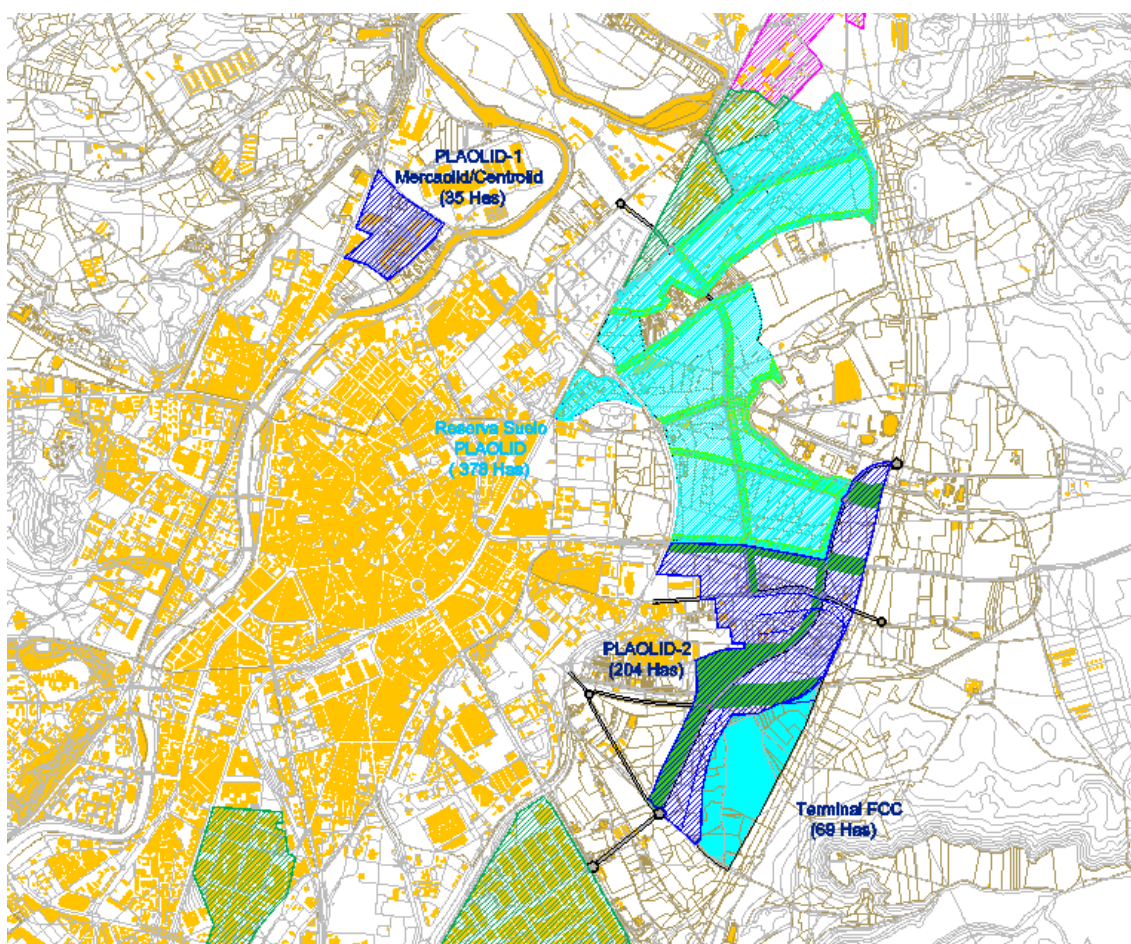 PLAOLID-1
Mercaolid/Centrolid
(35 Has)
Reserva Suelo
PLAOLID
( 378 Has)
PLAOLID-2
(204 Has)
Terminal FCC
(69 Has)